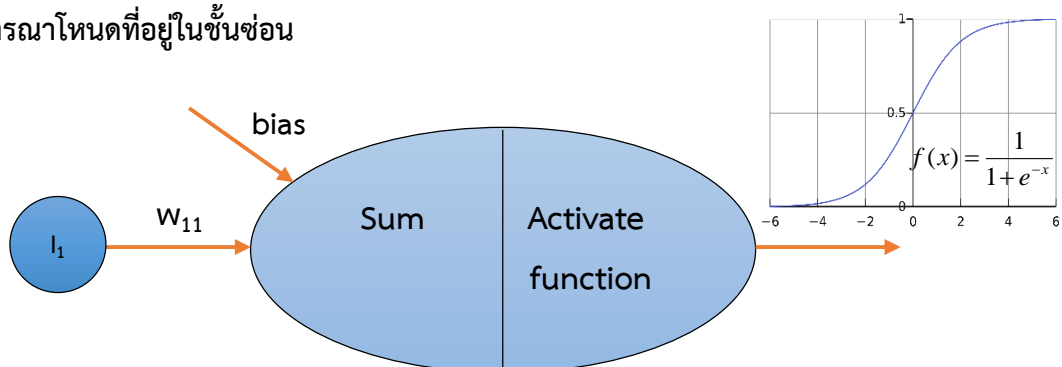 รณาโหนดที่อยู่ในชั้นซ่อน
bias
w₁₁
I₁
Sum
Activate
function
1
0.5
0
f(x) = 1/(1+e^{-x})
−6 −4 −2 0 2 4 6